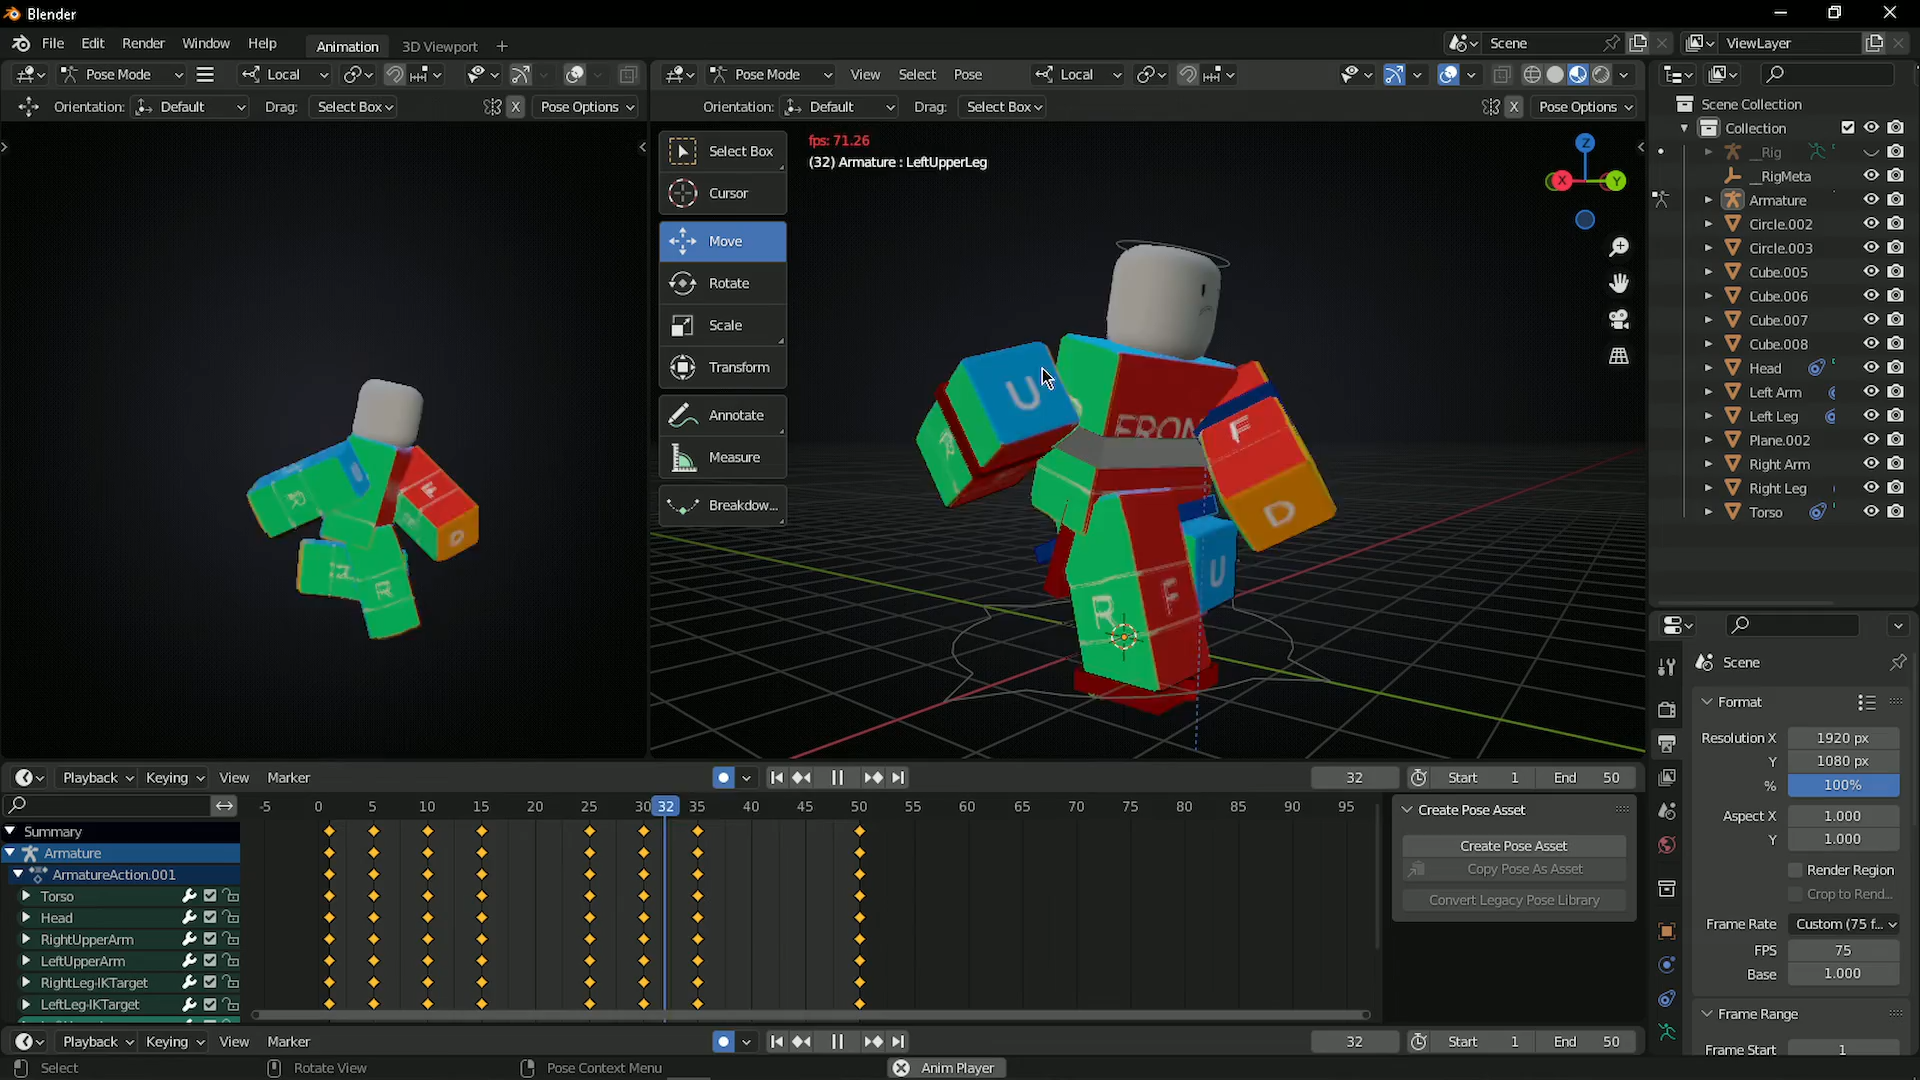 Blender
File Edit Render Window Help Animation 3D Viewport + Scene ViewLayer
Pose Mode Local Pose Mode View Select Pose Local
Orientation: Default Drag: Select Box X Pose Options Orientation: Default Drag: Select Box X Pose Options
Scene Collection
Collection
__Rig
__RigMeta
Armature
Circle.002
Circle.003
Cube.005
Cube.006
Cube.007
Cube.008
Head
Left Arm
Left Leg
Plane.002
Right Arm
Right Leg
Torso
Select Box
Cursor
Move
Rotate
Scale
Transform
Annotate
Measure
Breakdow...
fps: 71.26
(32) Armature : LeftUpperLeg
Z
X Y
U
FRON
F
D
R
F
U
R
F
D
R
Scene
Format
Resolution X 1920 px
Y 1080 px
% 100%
Aspect X 1.000
Y 1.000
Render Region
Crop to Rend...
Frame Rate Custom (75 f...
FPS 75
Base 1.000
Frame Range
Frame Start 1
Playback Keying View Marker 32 Start 1 End 50
-5 0 5 10 15 20 25 30 32 35 40 45 50 55 60 65 70 75 80 85 90 95
Summary
Armature
ArmatureAction.001
Torso
Head
RightUpperArm
LeftUpperArm
RightLeg-IKTarget
LeftLeg-IKTarget
Create Pose Asset
Create Pose Asset
Copy Pose As Asset
Convert Legacy Pose Library
Playback Keying View Marker 32 Start 1 End 50
Select Rotate View Pose Context Menu Anim Player